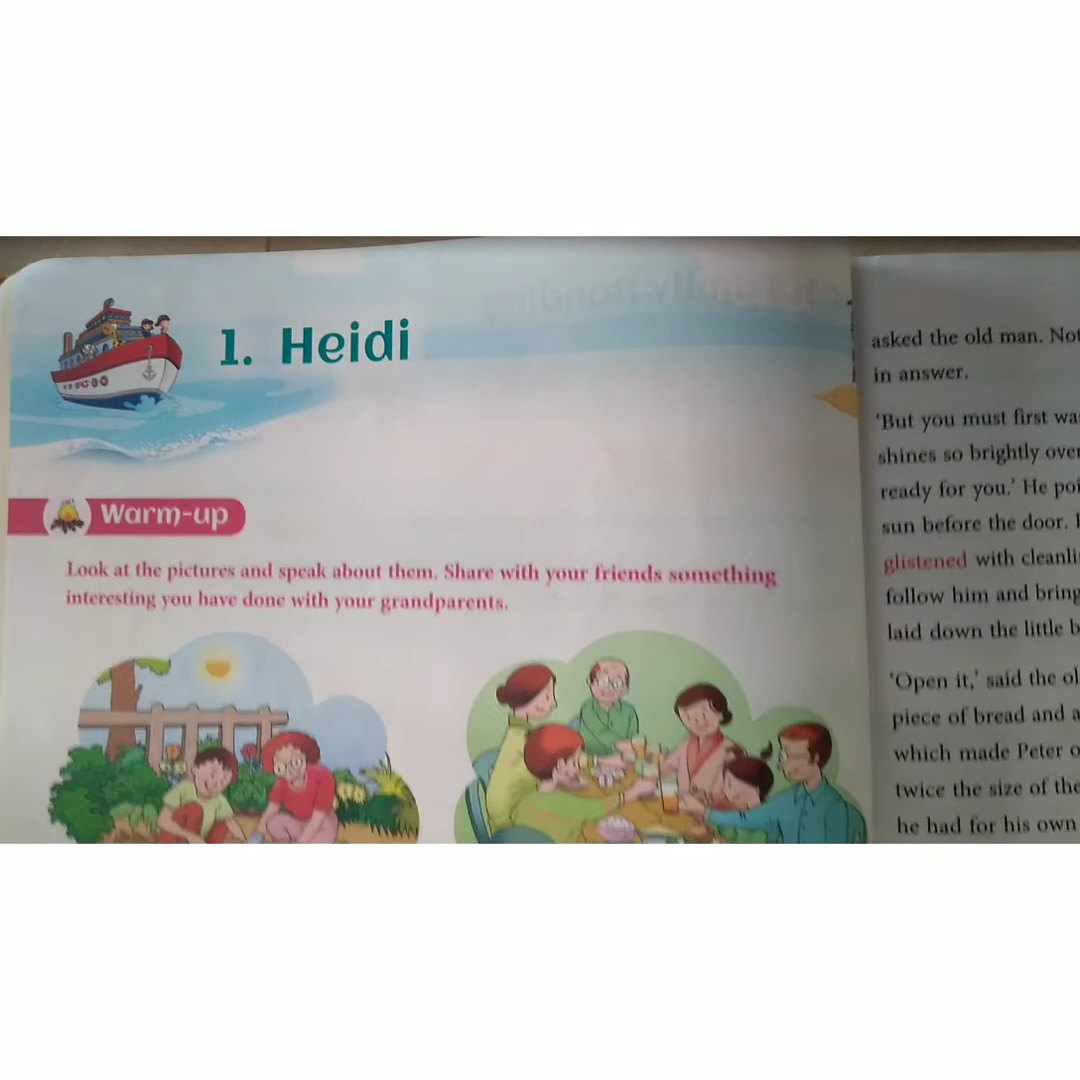 1. Heidi
Warm-up
Look at the pictures and speak about them. Share with your friends something
interesting you have done with your grandparents.
asked the old man. Not
in answer.
‘But you must first wa
shines so brightly over
ready for you.’ He poi
sun before the door. I
glistened with cleanli
follow him and bring
laid down the little b
‘Open it,’ said the ol
piece of bread and a
which made Peter o
twice the size of the
he had for his own